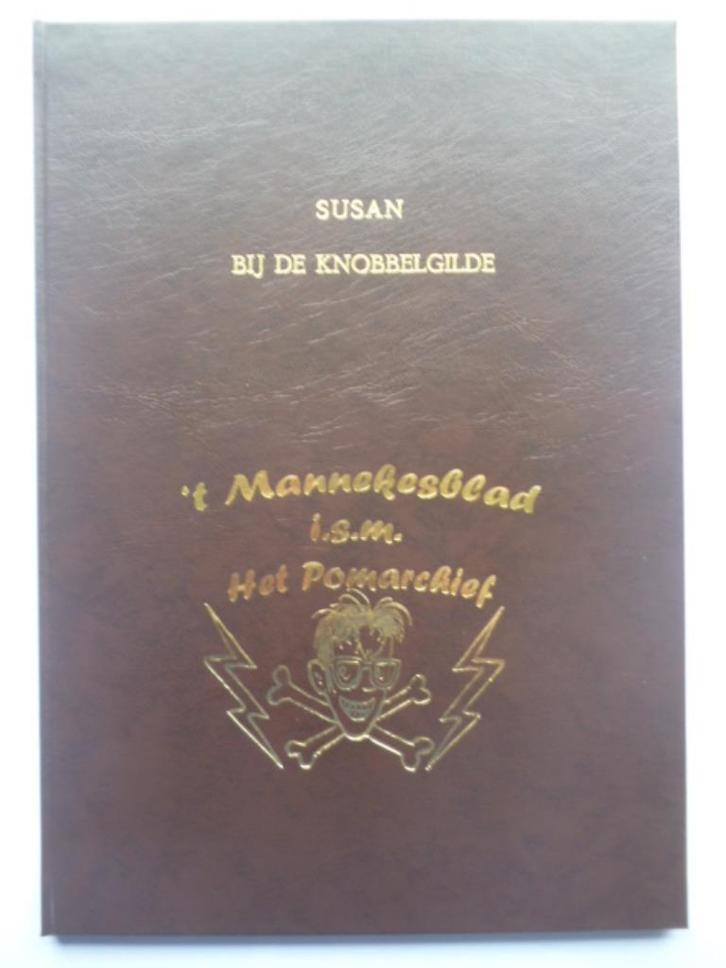 SUSAN
BIJ DE KNOBBELGILDE
't Mannekesblad
i.s.m.
Het Pomarchief